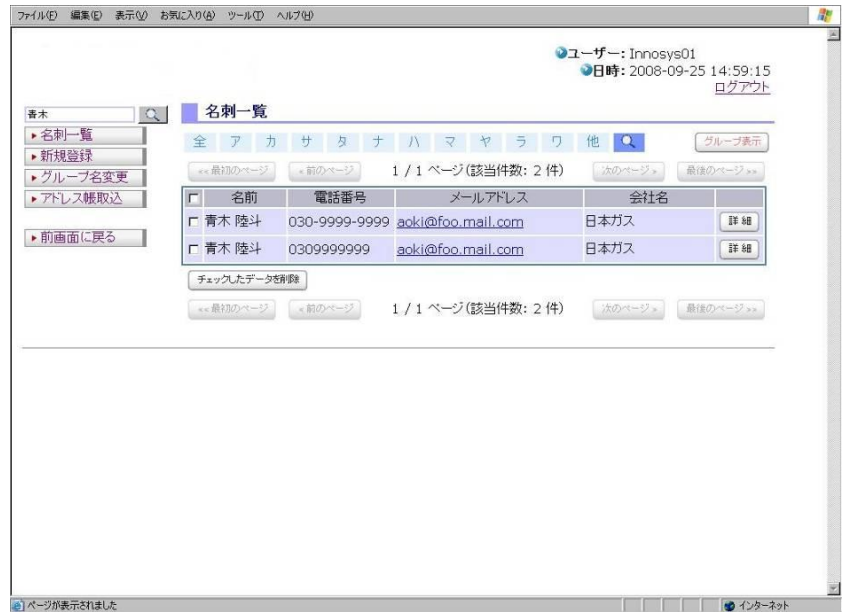 ファイル(F) 編集(E) 表示(V) お気に入り(A) ツール(T) ヘルプ(H)
ユーザー: Innosys01
日時: 2008-09-25 14:59:15
ログアウト
青木
名刺一覧
新規登録
グループ名変更
アドレス帳取込
前画面に戻る
名刺一覧
全 ア カ サ タ ナ ハ マ ヤ ラ ワ 他 グループ表示
<<最初のページ <前のページ 1 / 1 ページ(該当件数: 2 件) 次のページ> 最後のページ>>
名前 電話番号 メールアドレス 会社名
青木 陸斗 030-9999-9999 aoki@foo.mail.com 日本ガス 詳細
青木 陸斗 0309999999 aoki@foo.mail.com 日本ガス 詳細
チェックしたデータを削除
<<最初のページ <前のページ 1 / 1 ページ(該当件数: 2 件) 次のページ> 最後のページ>>
ページが表示されました インターネット